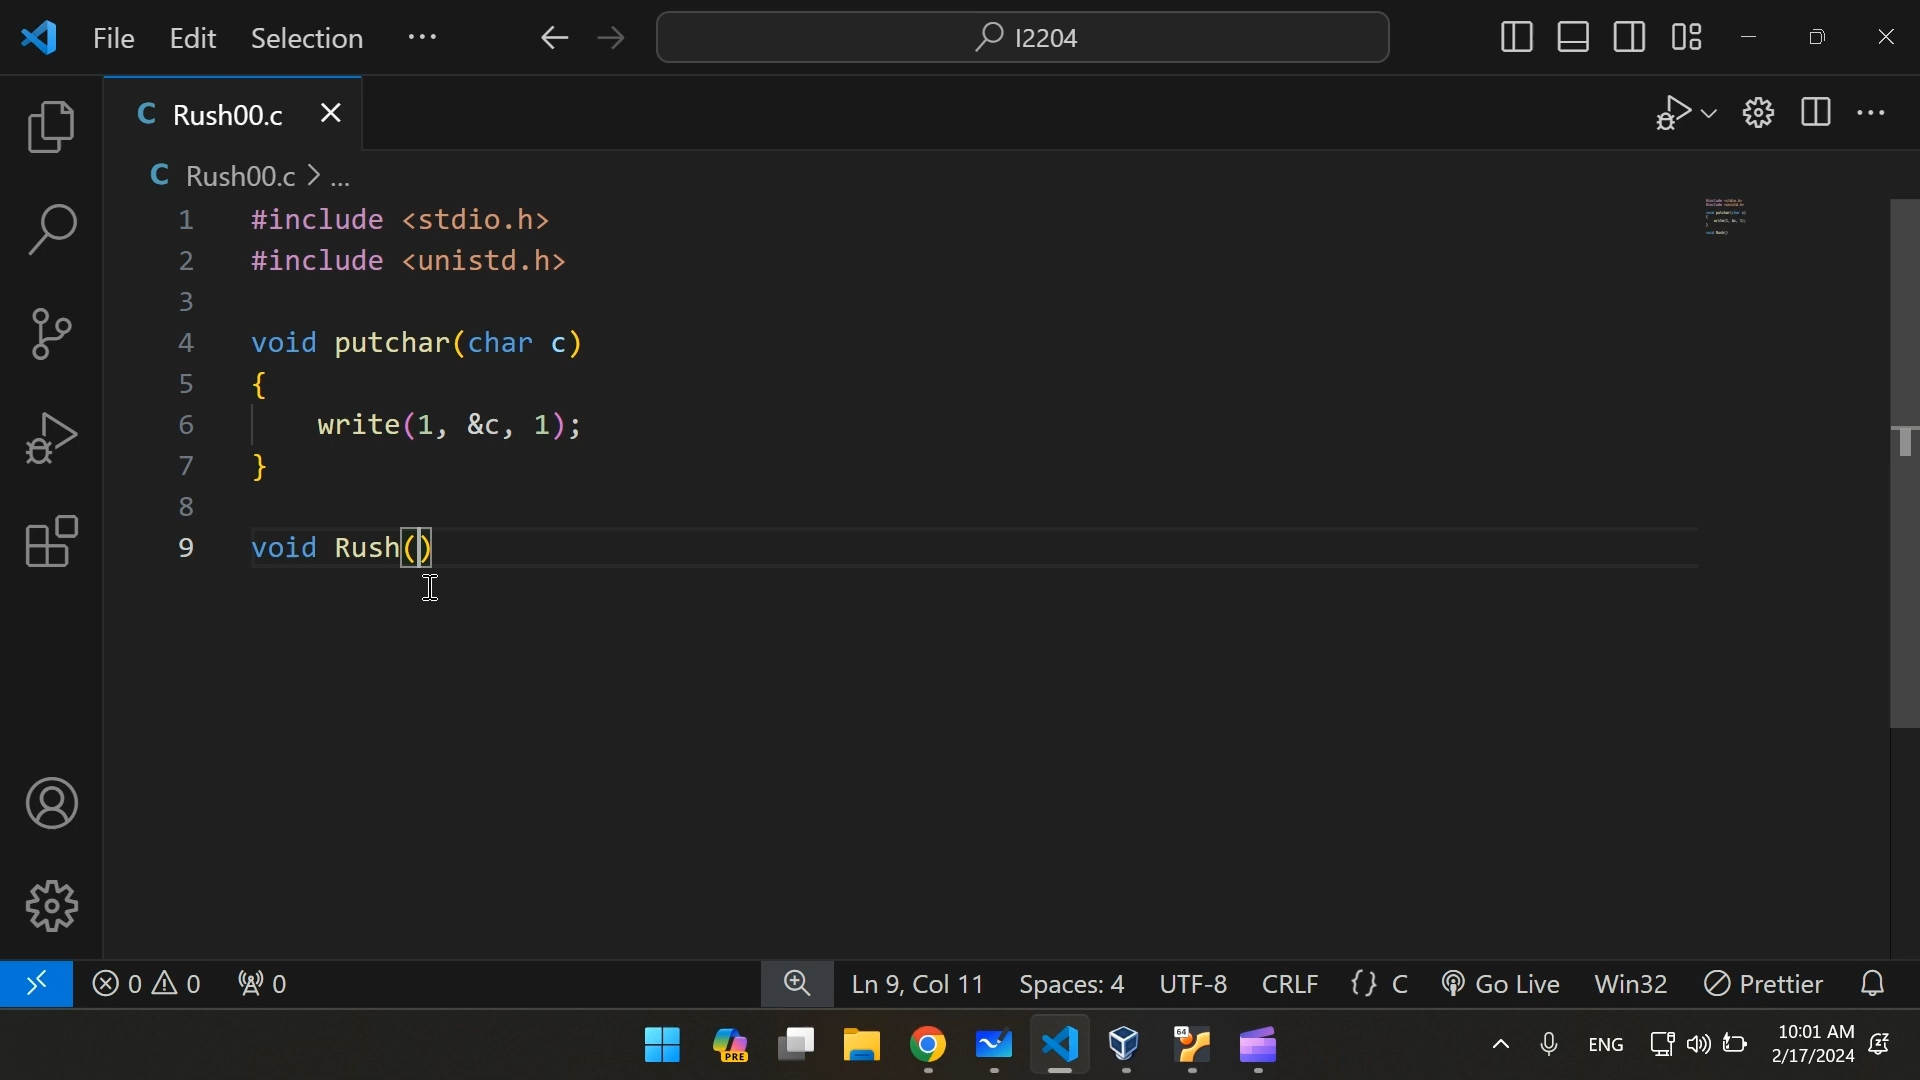 File Edit Selection ...
I2204
C Rush00.c
C Rush00.c > ...
1 #include <stdio.h>
2 #include <unistd.h>
3
4 void putchar(char c)
5 {
6 write(1, &c, 1);
7 }
8
9 void Rush()
0 0 0
Ln 9, Col 11 Spaces: 4 UTF-8 CRLF {} C Go Live Win32 Prettier
PRE
64
ENG
10:01 AM
2/17/2024